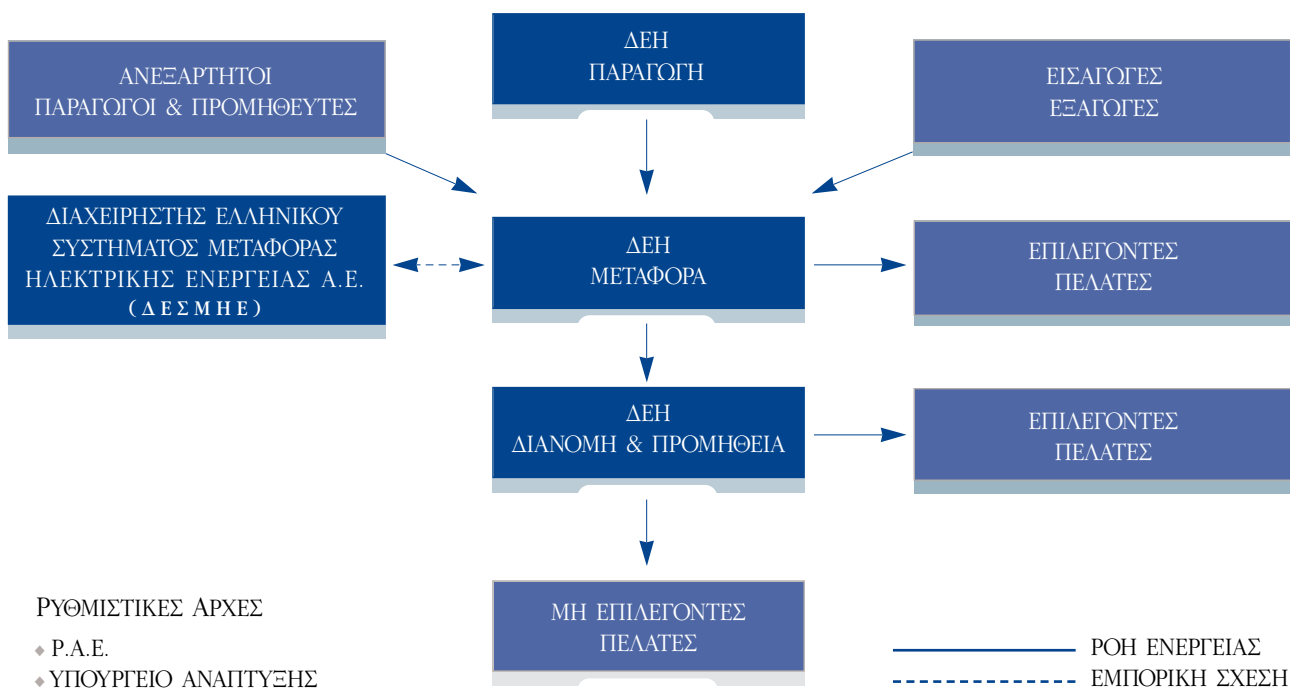 ΔΕΗ
ΠΑΡΑΓΩΓΗ
ΑΝΕΞΑΡΤΗΤΟΙ
ΠΑΡΑΓΩΓΟΙ & ΠΡΟΜΗΘΕΥΤΕΣ
ΕΙΣΑΓΩΓΕΣ
ΕΞΑΓΩΓΕΣ
ΔΙΑΧΕΙΡΗΣΤΗΣ ΕΛΛΗΝΙΚΟΥ
ΣΥΣΤΗΜΑΤΟΣ ΜΕΤΑΦΟΡΑΣ
ΗΛΕΚΤΡΙΚΗΣ ΕΝΕΡΓΕΙΑΣ Α.Ε.
(ΔΕΣΜΗΕ)
ΔΕΗ
ΜΕΤΑΦΟΡΑ
ΕΠΙΛΕΓΟΝΤΕΣ
ΠΕΛΑΤΕΣ
ΔΕΗ
ΔΙΑΝΟΜΗ & ΠΡΟΜΗΘΕΙΑ
ΕΠΙΛΕΓΟΝΤΕΣ
ΠΕΛΑΤΕΣ
ΜΗ ΕΠΙΛΕΓΟΝΤΕΣ
ΠΕΛΑΤΕΣ
ΡΥΘΜΙΣΤΙΚΕΣ ΑΡΧΕΣ
Ρ.Α.Ε.
ΥΠΟΥΡΓΕΙΟ ΑΝΑΠΤΥΞΗΣ
ΡΟΗ ΕΝΕΡΓΕΙΑΣ
ΕΜΠΟΡΙΚΗ ΣΧΕΣΗ